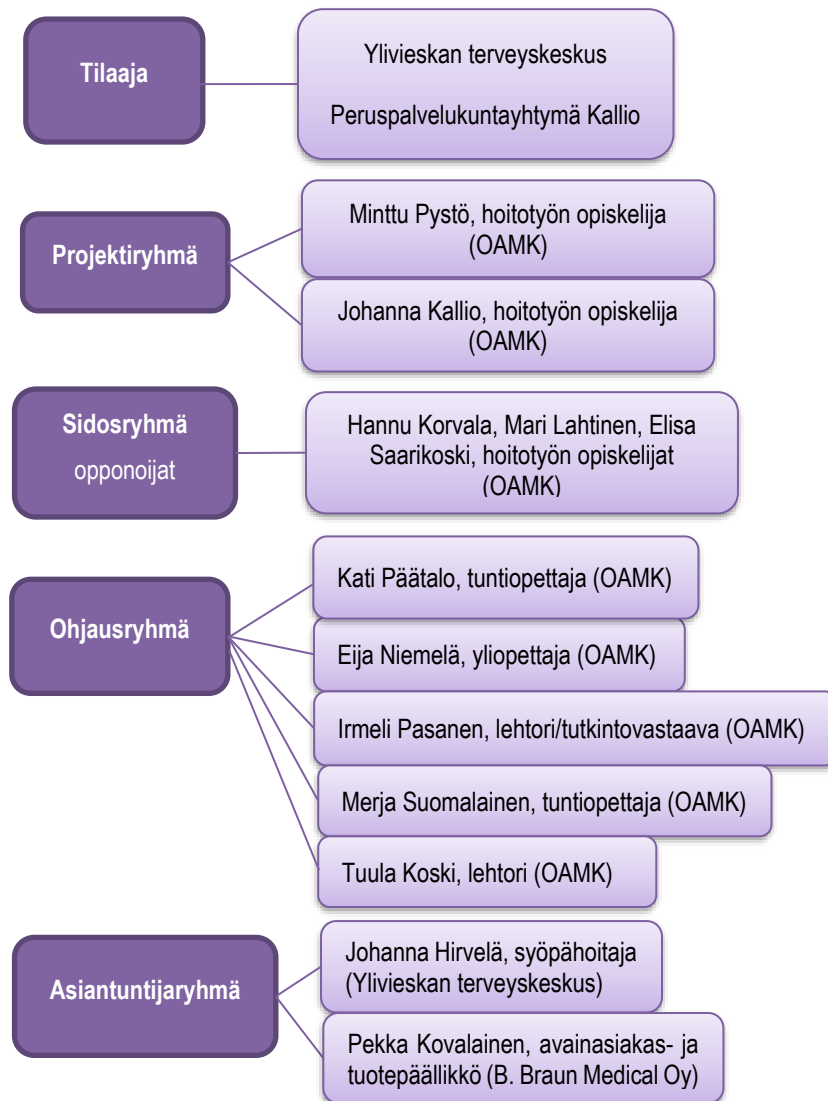 Tilaaja
Ylivieskan terveyskeskus
Peruspalvelukuntayhtymä Kallio
Projektiryhmä
Minttu Pystö, hoitotyön opiskelija
(OAMK)
Johanna Kallio, hoitotyön opiskelija
(OAMK)
Sidosryhmä
opponoijat
Hannu Korvala, Mari Lahtinen, Elisa
Saarikoski, hoitotyön opiskelijat
(OAMK)
Ohjausryhmä
Kati Päätalo, tuntiopettaja (OAMK)
Eija Niemelä, yliopettaja (OAMK)
Irmeli Pasanen, lehtori/tutkintovastaava (OAMK)
Merja Suomalainen, tuntiopettaja (OAMK)
Tuula Koski, lehtori (OAMK)
Asiantuntijaryhmä
Johanna Hirvelä, syöpähoitaja
(Ylivieskan terveyskeskus)
Pekka Kovalainen, avainasiakas- ja
tuotepäällikkö (B. Braun Medical Oy)